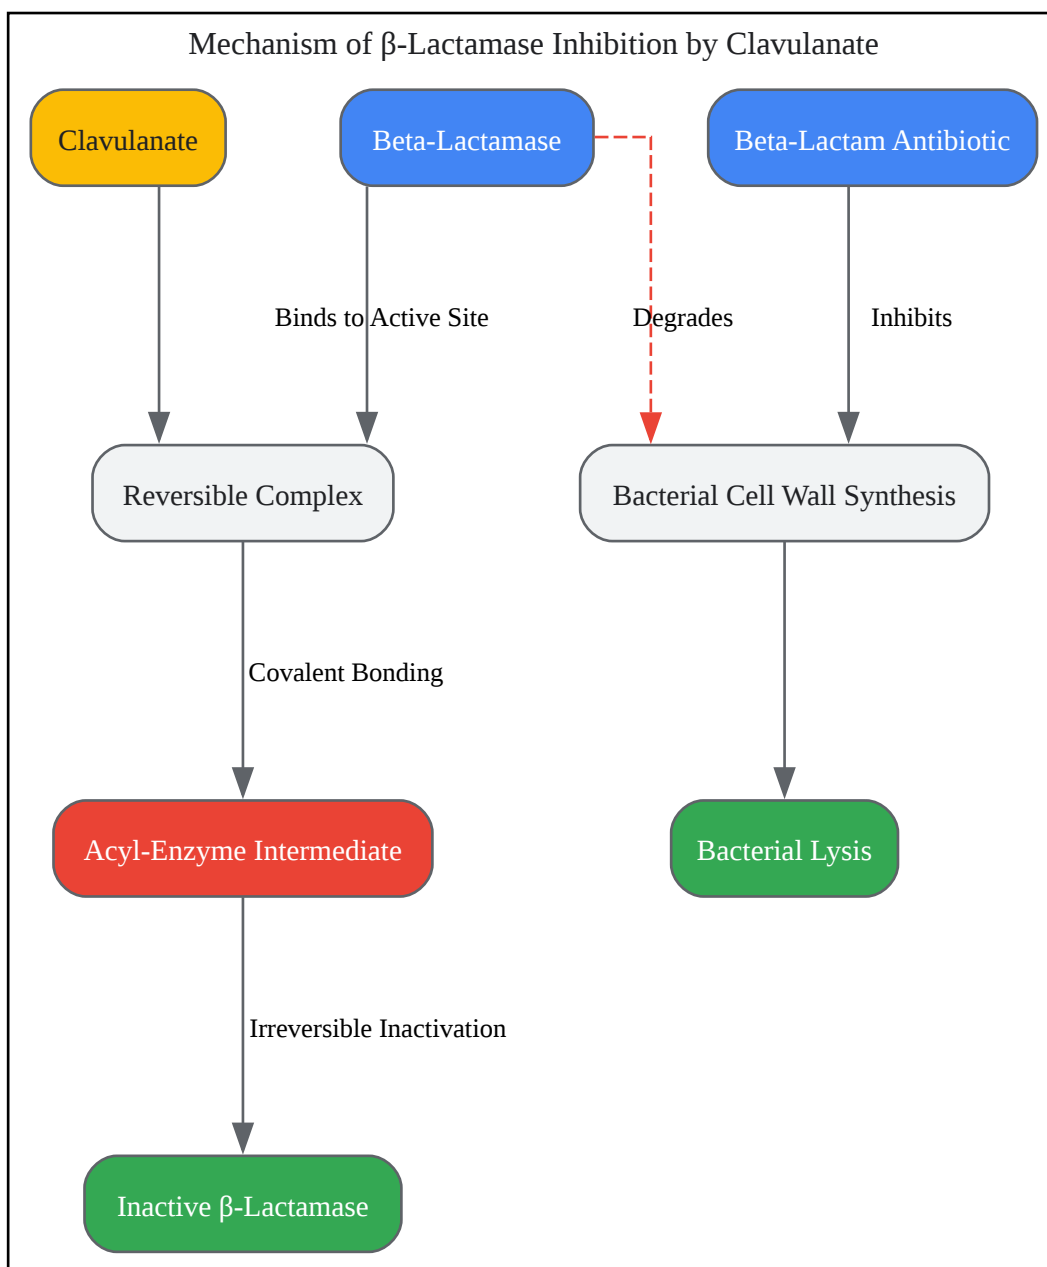 Mechanism of β-Lactamase Inhibition by Clavulanate
Clavulanate
Beta-Lactamase
Beta-Lactam Antibiotic
Binds to Active Site
Degrades
Inhibits
Reversible Complex
Bacterial Cell Wall Synthesis
Covalent Bonding
Acyl-Enzyme Intermediate
Bacterial Lysis
Irreversible Inactivation
Inactive β-Lactamase